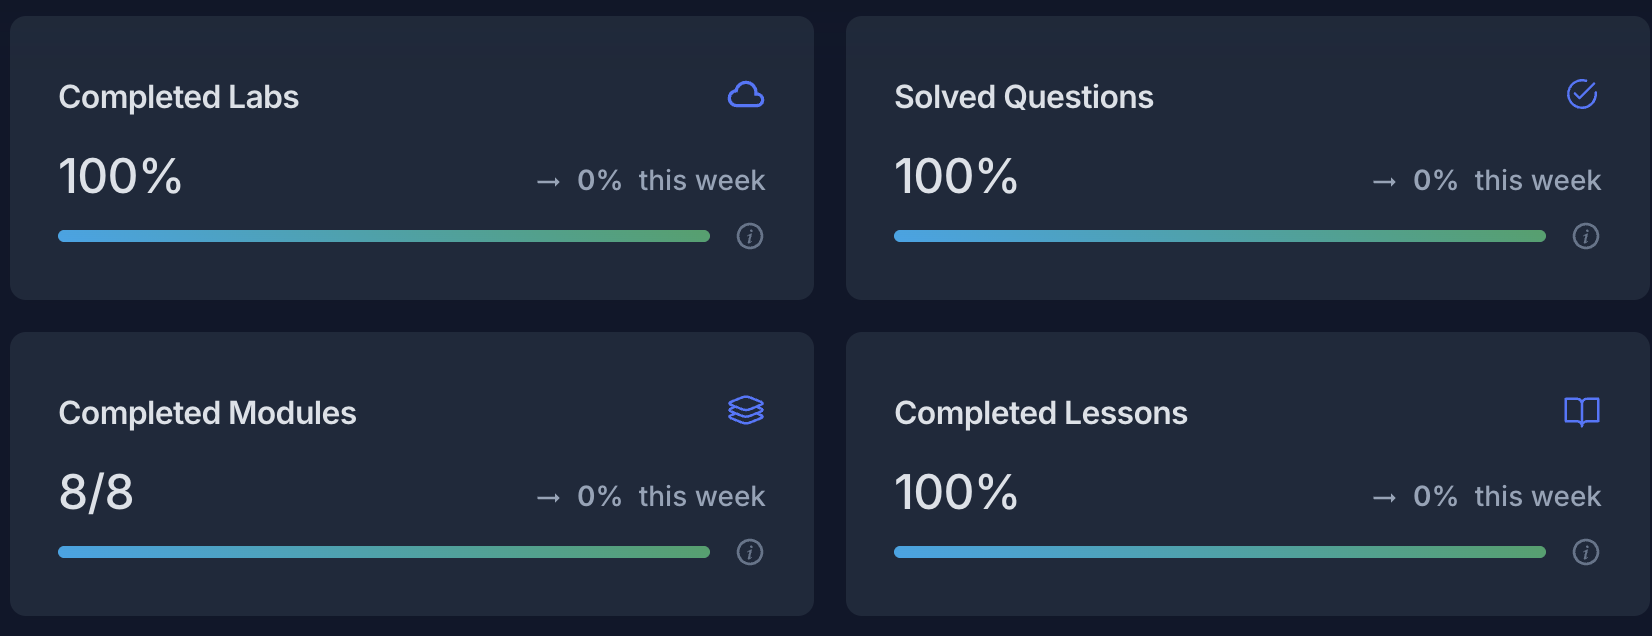 Completed Labs
100%
→ 0% this week
Solved Questions
100%
→ 0% this week
Completed Modules
8/8
→ 0% this week
Completed Lessons
100%
→ 0% this week